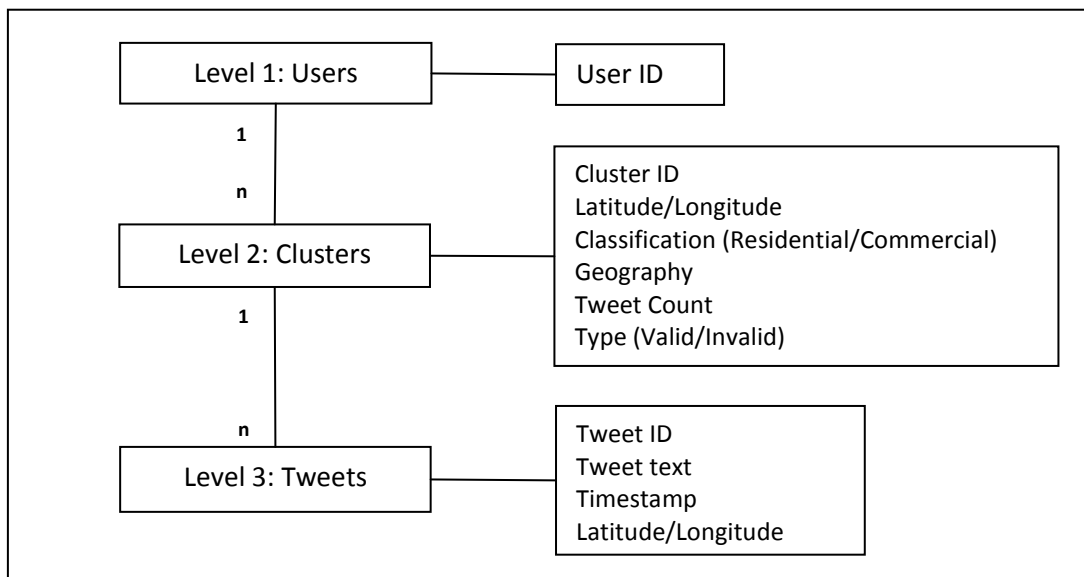 Level 1: Users
User ID
1
n
Cluster ID
Latitude/Longitude
Classification (Residential/Commercial)
Geography
Tweet Count
Type (Valid/Invalid)
Level 2: Clusters
1
n
Tweet ID
Tweet text
Timestamp
Latitude/Longitude
Level 3: Tweets